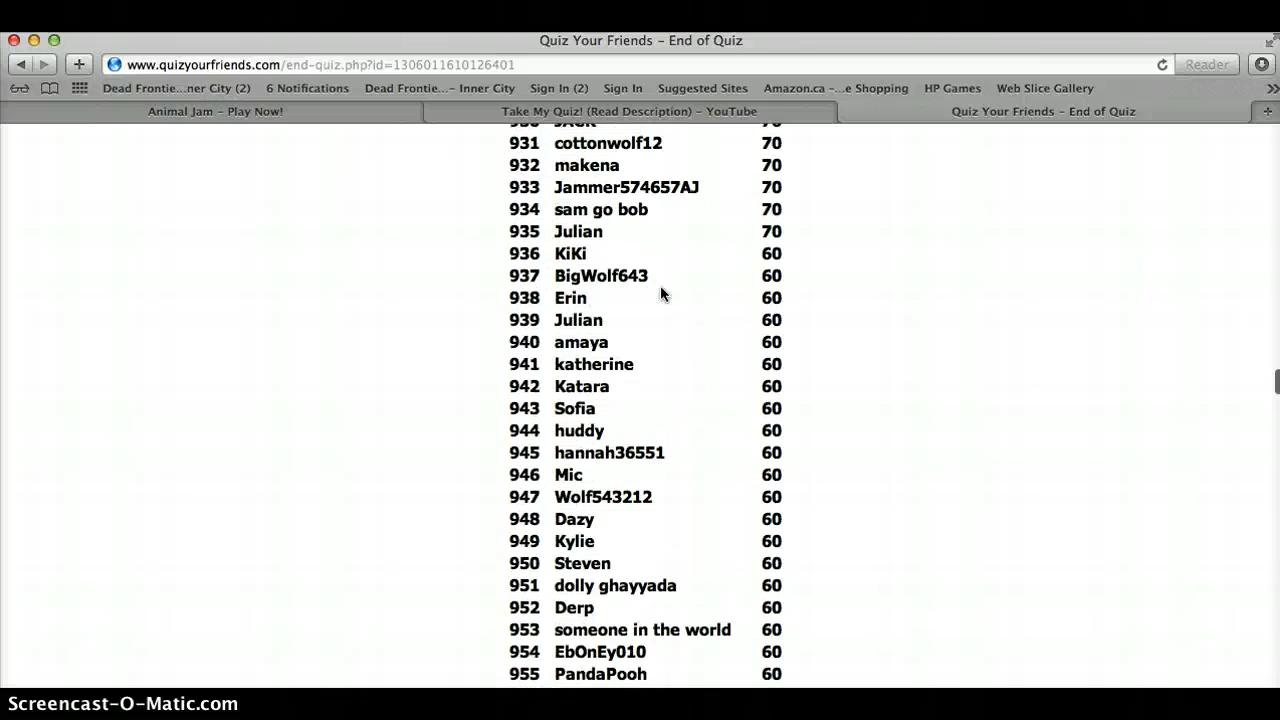 Quiz Your Friends – End of Quiz
www.quizyourfriends.com/end-quiz.php?id=1306011610126401
Reader
Dead Frontie...ner City (2) 6 Notifications Dead Frontie...– Inner City Sign In (2) Sign In Suggested Sites Amazon.ca –...e Shopping HP Games Web Slice Gallery
Animal Jam – Play Now! Take My Quiz! (Read Description) – YouTube Quiz Your Friends – End of Quiz
930 JACK 70
931 cottonwolf12 70
932 makena 70
933 Jammer574657AJ 70
934 sam go bob 70
935 Julian 70
936 KiKi 60
937 BigWolf643 60
938 Erin 60
939 Julian 60
940 amaya 60
941 katherine 60
942 Katara 60
943 Sofia 60
944 huddy 60
945 hannah36551 60
946 Mic 60
947 Wolf543212 60
948 Dazy 60
949 Kylie 60
950 Steven 60
951 dolly ghayyada 60
952 Derp 60
953 someone in the world 60
954 EbOnEy010 60
955 PandaPooh 60
Screencast-O-Matic.com